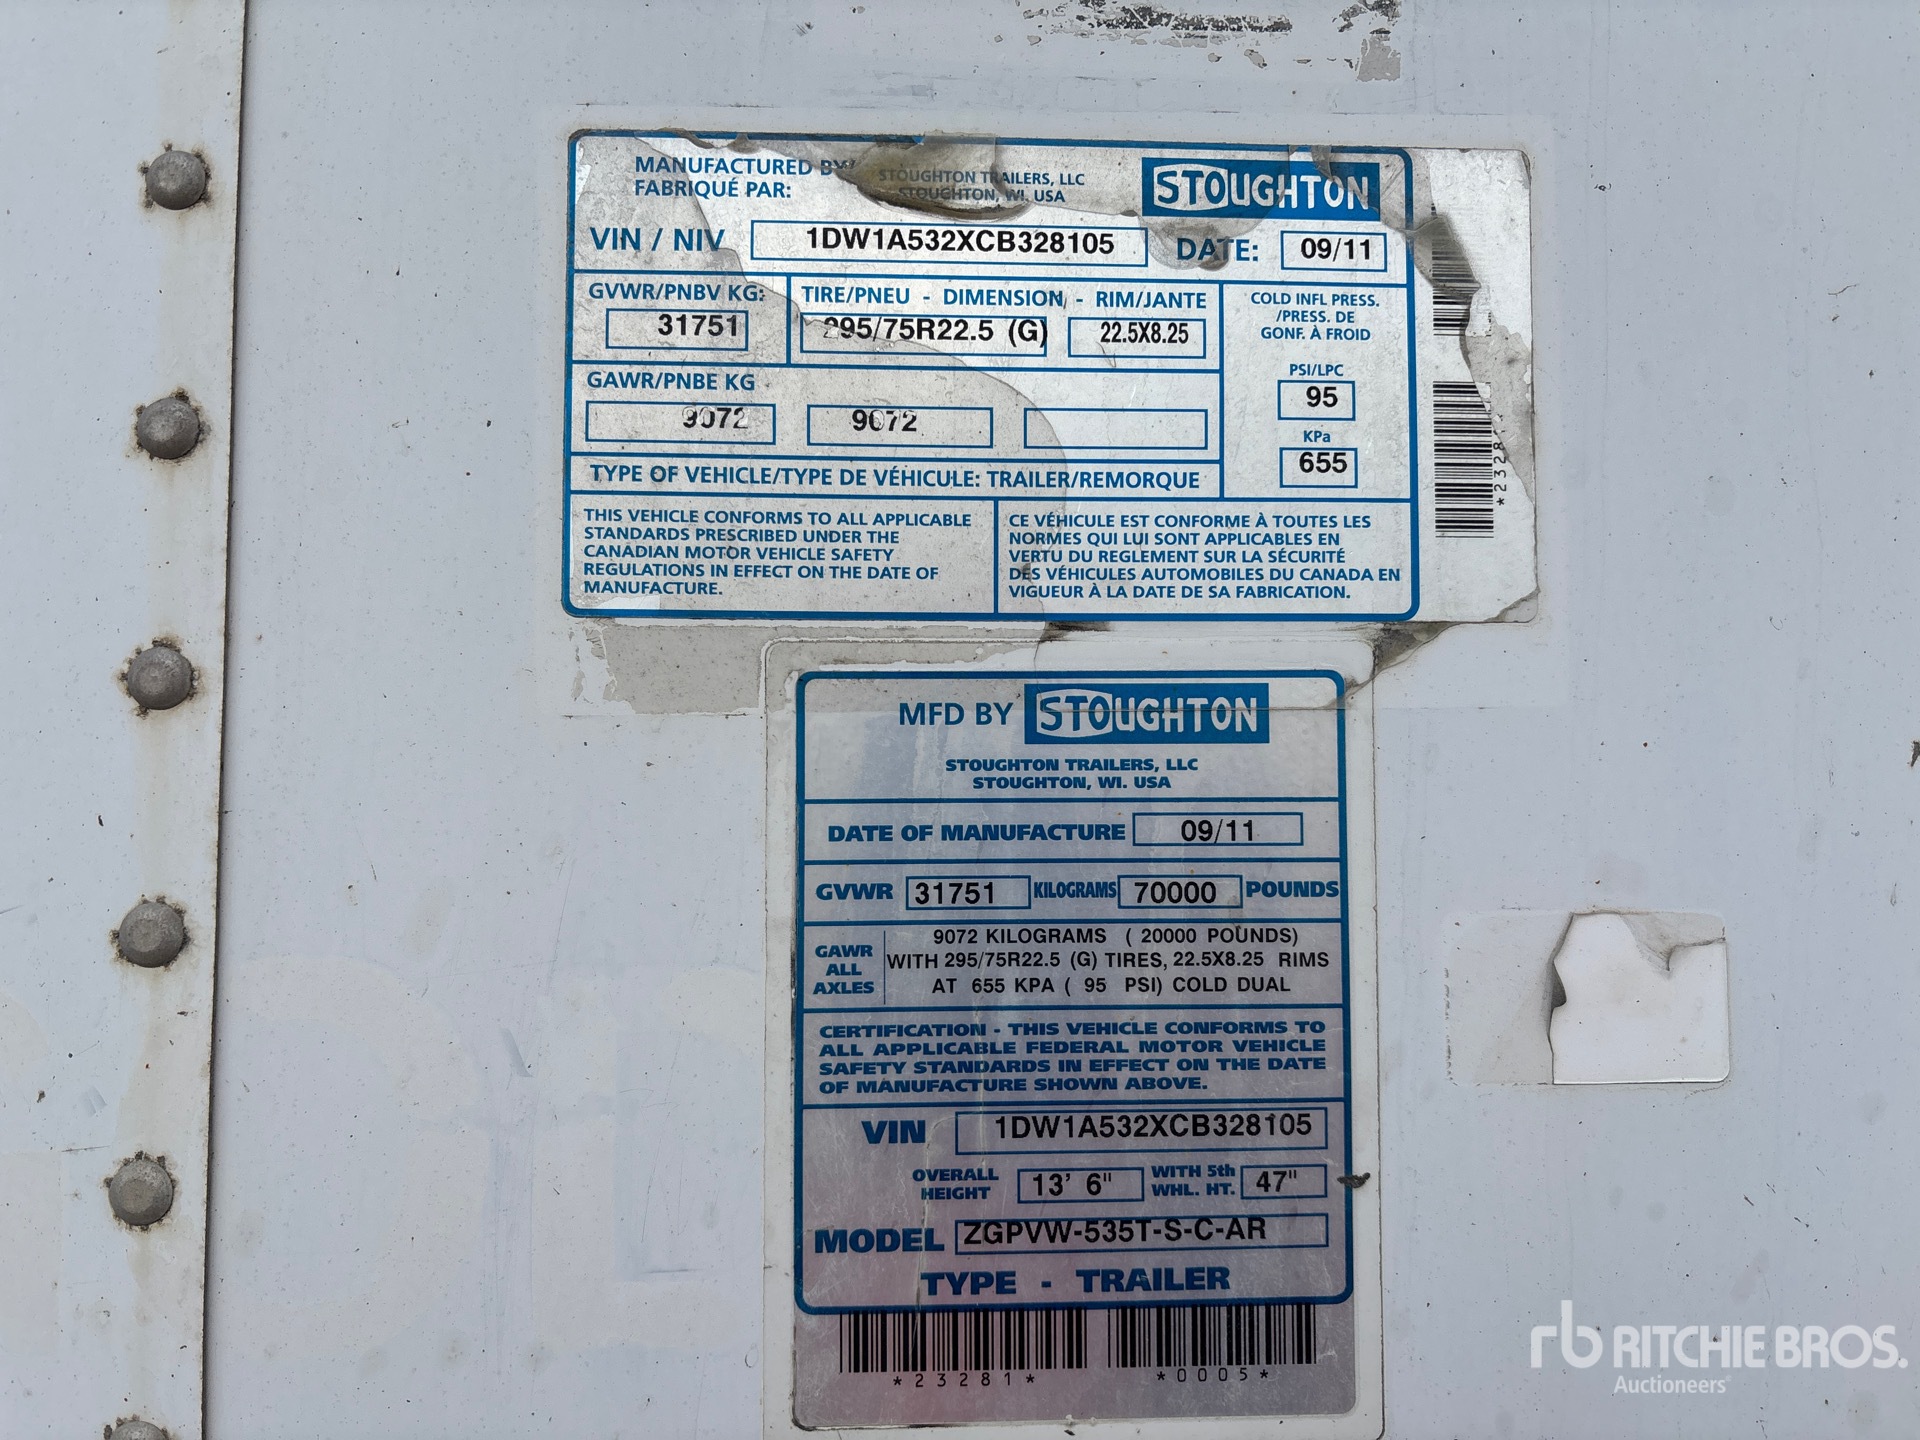 MANUFACTURED BY
FABRIQUÉ PAR:
STOUGHTON TRAILERS, LLC
STOUGHTON, WI. USA
STOUGHTON
VIN / NIV 1DW1A532XCB328105 DATE: 09/11
GVWR/PNBV KG: TIRE/PNEU - DIMENSION - RIM/JANTE
31751 295/75R22.5 (G) 22.5X8.25
COLD INFL PRESS.
/PRESS. DE
GONF. À FROID
PSI/LPC
95
KPa
655
GAWR/PNBE KG
9072 9072
TYPE OF VEHICLE/TYPE DE VÉHICULE: TRAILER/REMORQUE
THIS VEHICLE CONFORMS TO ALL APPLICABLE
STANDARDS PRESCRIBED UNDER THE
CANADIAN MOTOR VEHICLE SAFETY
REGULATIONS IN EFFECT ON THE DATE OF
MANUFACTURE.
CE VÉHICULE EST CONFORME À TOUTES LES
NORMES QUI LUI SONT APPLICABLES EN
VERTU DU REGLEMENT SUR LA SÉCURITÉ
DES VÉHICULES AUTOMOBILES DU CANADA EN
VIGUEUR À LA DATE DE SA FABRICATION.
*2328
MFD BY STOUGHTON
STOUGHTON TRAILERS, LLC
STOUGHTON, WI. USA
DATE OF MANUFACTURE 09/11
GVWR 31751 KILOGRAMS 70000 POUNDS
GAWR
ALL
AXLES
9072 KILOGRAMS ( 20000 POUNDS)
WITH 295/75R22.5 (G) TIRES, 22.5X8.25 RIMS
AT 655 KPA ( 95 PSI) COLD DUAL
CERTIFICATION - THIS VEHICLE CONFORMS TO
ALL APPLICABLE FEDERAL MOTOR VEHICLE
SAFETY STANDARDS IN EFFECT ON THE DATE
OF MANUFACTURE SHOWN ABOVE.
VIN 1DW1A532XCB328105
OVERALL
HEIGHT
13' 6"
WITH 5th
WHL. HT.
47"
MODEL ZGPVW-535T-S-C-AR
TYPE - TRAILER
*23281* *0005*
rb RITCHIE BROS.
Auctioneers